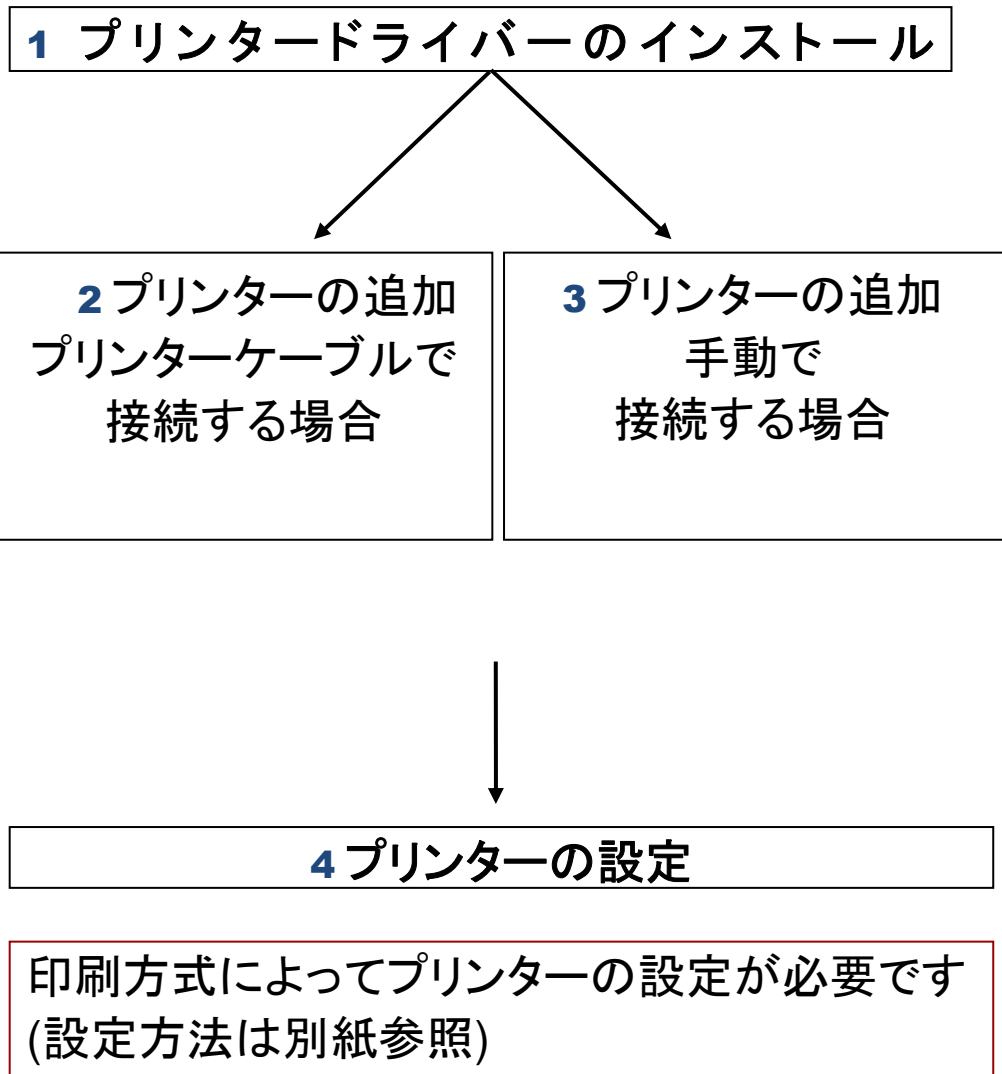 1 プリンタードライバーのインストール
2 プリンターの追加
プリンターケーブルで
接続する場合
3 プリンターの追加
手動で
接続する場合
4 プリンターの設定
印刷方式によってプリンターの設定が必要です
(設定方法は別紙参照)